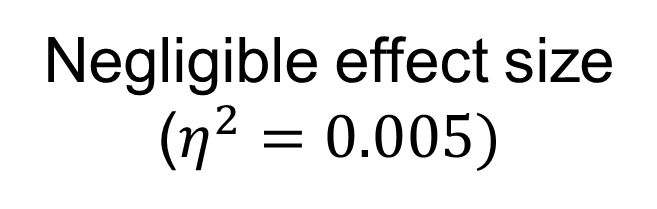 Negligible effect size
(η² = 0.005)